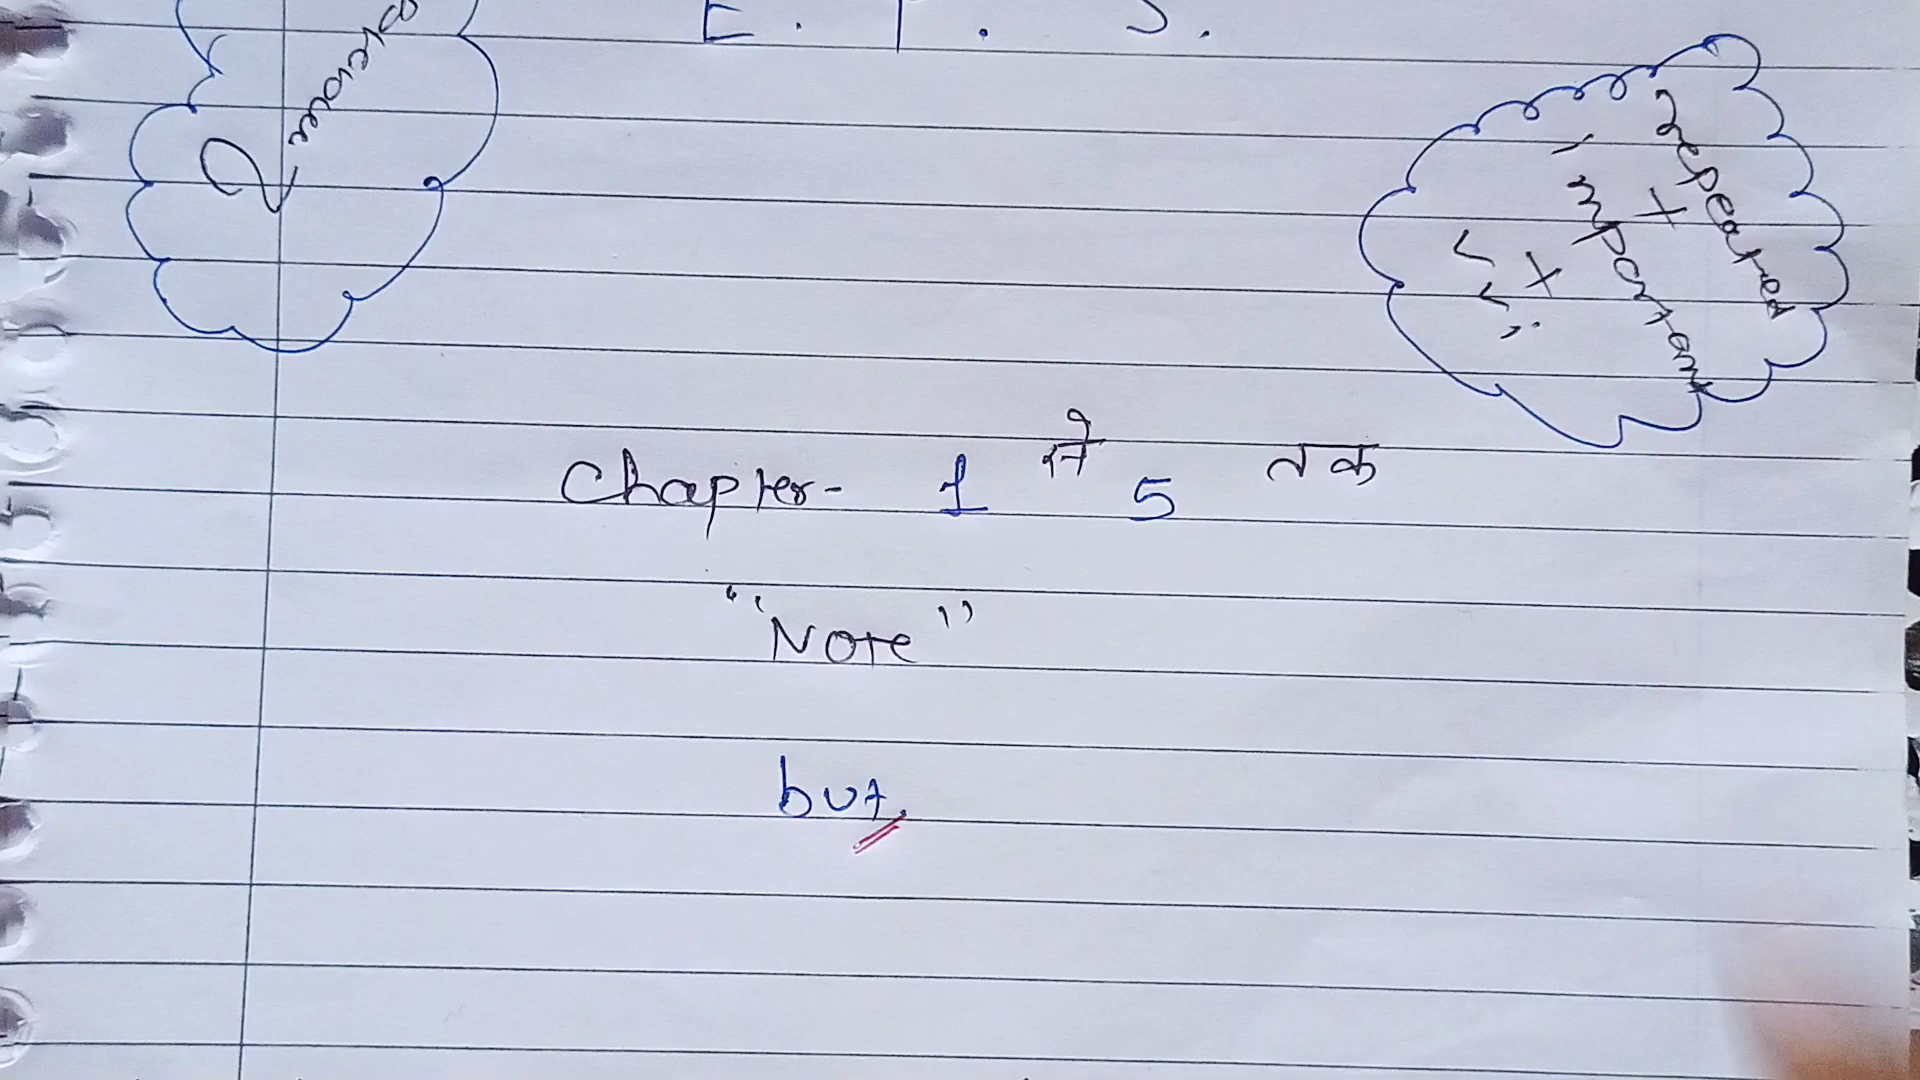 E. P. S.
repeated
+
important
+
Chapter- 1 से 5 तक
"Note"
but,